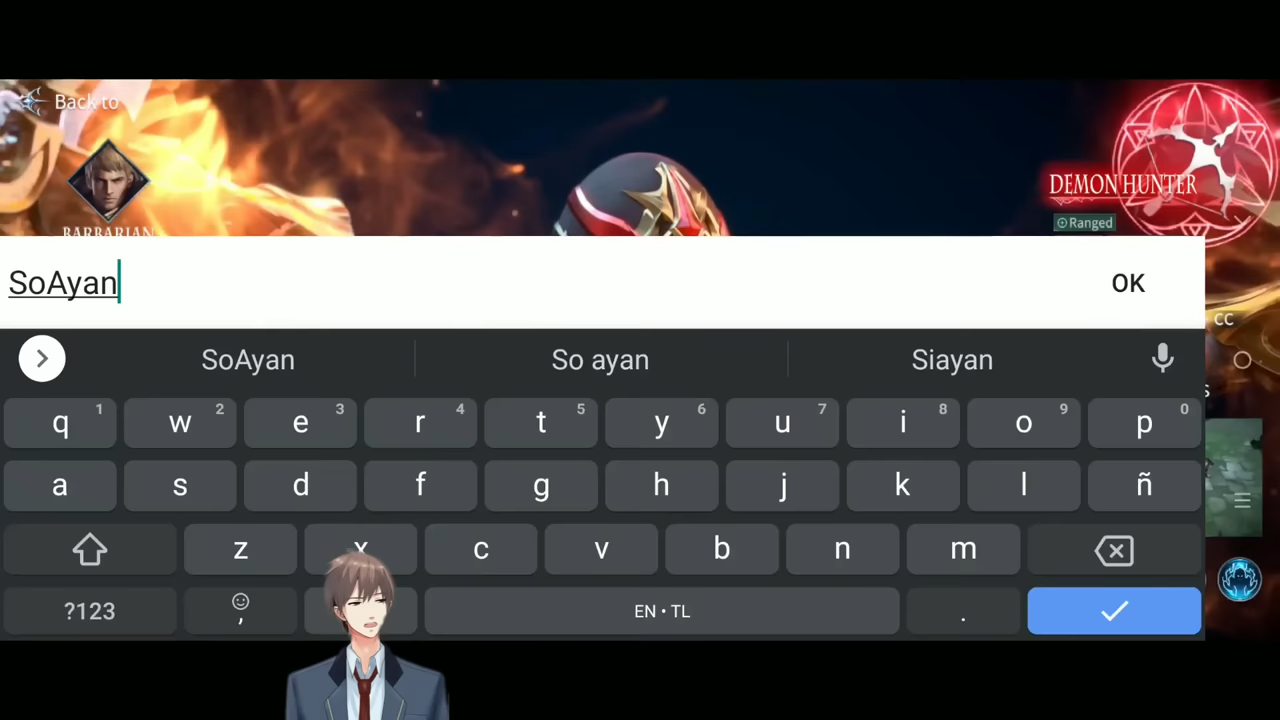 Back to
DEMON HUNTER
Ranged
BARBARIAN
SoAyan
OK
CC
SoAyan
So ayan
Siayan
q 1 w 2 e 3 r 4 t 5 y 6 u 7 i 8 o 9 p 0
a s d f g h j k l ñ
z x c v b n m
?123 , EN • TL .